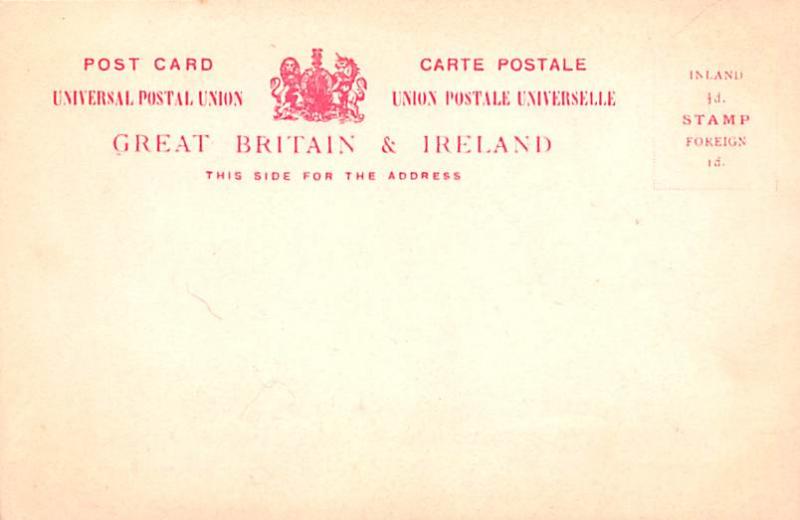 POST CARD
CARTE POSTALE
UNIVERSAL POSTAL UNION
UNION POSTALE UNIVERSELLE
GREAT BRITAIN & IRELAND
THIS SIDE FOR THE ADDRESS
INLAND
½d.
STAMP
FOREIGN
1d.